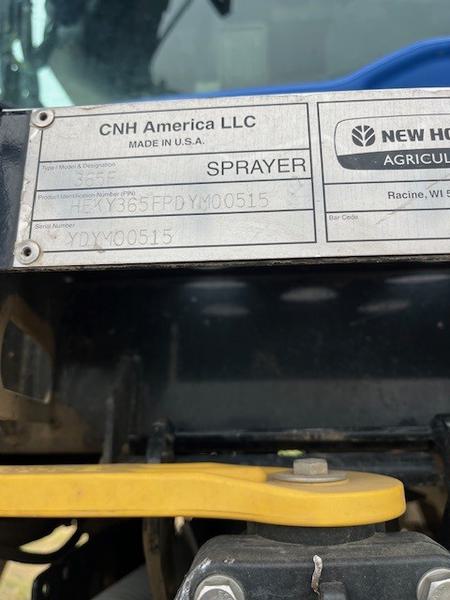 CNH America LLC
MADE IN U.S.A.
Type / Model & Designation
365F SPRAYER
Product Identification Number (PIN)
HFXY365FPDYM00515
Serial Number
YDYM00515
NEW HO
AGRICUL
Racine, WI 5
Bar Code